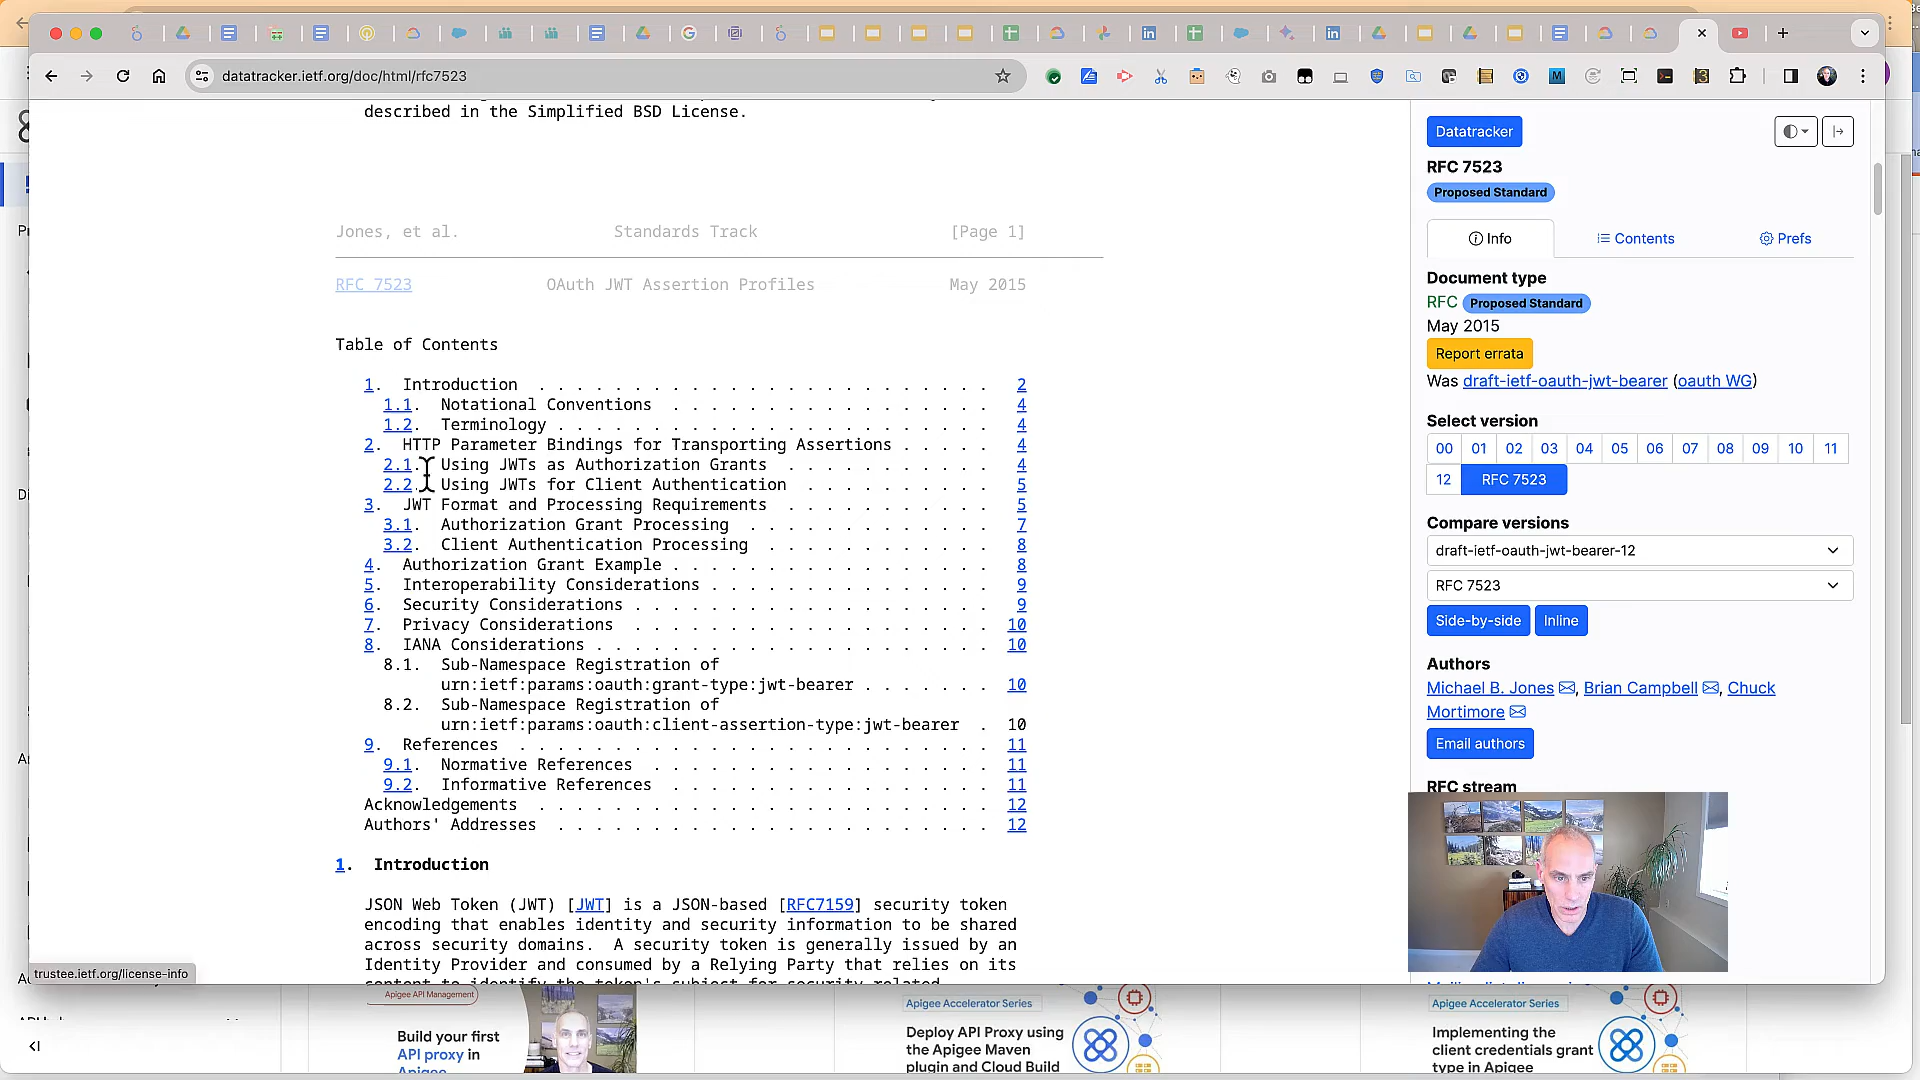 datatracker.ietf.org/doc/html/rfc7523
described in the Simplified BSD License.
Jones, et al. Standards Track [Page 1]
RFC 7523 OAuth JWT Assertion Profiles May 2015
Table of Contents
1. Introduction . . . . . . . . . . . . . . . . . . . . . . . . 2
1.1. Notational Conventions . . . . . . . . . . . . . . . . . 4
1.2. Terminology . . . . . . . . . . . . . . . . . . . . . . . 4
2. HTTP Parameter Bindings for Transporting Assertions . . . . . 4
2.1. Using JWTs as Authorization Grants . . . . . . . . . . . 4
2.2. Using JWTs for Client Authentication . . . . . . . . . . 5
3. JWT Format and Processing Requirements . . . . . . . . . . . 5
3.1. Authorization Grant Processing . . . . . . . . . . . . . 7
3.2. Client Authentication Processing . . . . . . . . . . . . 8
4. Authorization Grant Example . . . . . . . . . . . . . . . . . 8
5. Interoperability Considerations . . . . . . . . . . . . . . . 9
6. Security Considerations . . . . . . . . . . . . . . . . . . . 9
7. Privacy Considerations . . . . . . . . . . . . . . . . . . . 10
8. IANA Considerations . . . . . . . . . . . . . . . . . . . . . 10
8.1. Sub-Namespace Registration of
urn:ietf:params:oauth:grant-type:jwt-bearer . . . . . . . 10
8.2. Sub-Namespace Registration of
urn:ietf:params:oauth:client-assertion-type:jwt-bearer . 10
9. References . . . . . . . . . . . . . . . . . . . . . . . . . 11
9.1. Normative References . . . . . . . . . . . . . . . . . . 11
9.2. Informative References . . . . . . . . . . . . . . . . . 11
Acknowledgements . . . . . . . . . . . . . . . . . . . . . . . . 12
Authors' Addresses . . . . . . . . . . . . . . . . . . . . . . . 12
1. Introduction
JSON Web Token (JWT) [JWT] is a JSON-based [RFC7159] security token
encoding that enables identity and security information to be shared
across security domains. A security token is generally issued by an
Identity Provider and consumed by a Relying Party that relies on its
content to identify the token's subject for security-related
trustee.ietf.org/license-info
Datatracker
RFC 7523
Proposed Standard
Info Contents Prefs
Document type
RFC Proposed Standard
May 2015
Report errata
Was draft-ietf-oauth-jwt-bearer (oauth WG)
Select version
00 01 02 03 04 05 06 07 08 09 10 11
12 RFC 7523
Compare versions
draft-ietf-oauth-jwt-bearer-12
RFC 7523
Side-by-side Inline
Authors
Michael B. Jones, Brian Campbell, Chuck
Mortimore
Email authors
RFC stream
Apigee API Management
Build your first
API proxy in
Apigee
Apigee Accelerator Series
Deploy API Proxy using
the Apigee Maven
plugin and Cloud Build
Apigee Accelerator Series
Implementing the
client credentials grant
type in Apigee